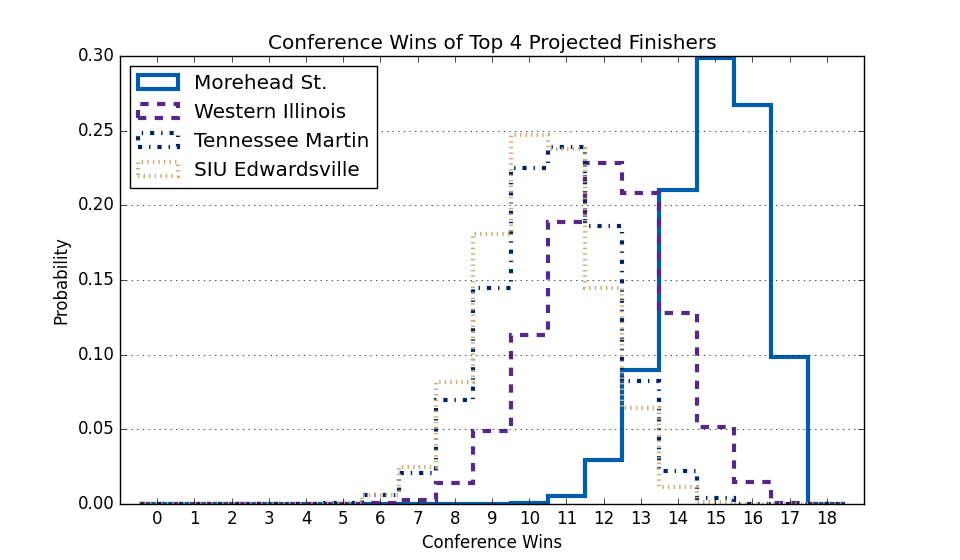 Conference Wins of Top 4 Projected Finishers
Morehead St.
Western Illinois
Tennessee Martin
SIU Edwardsville
0.30
0.25
0.20
0.15
0.10
0.05
0.00
Probability
0 1 2 3 4 5 6 7 8 9 10 11 12 13 14 15 16 17 18
Conference Wins